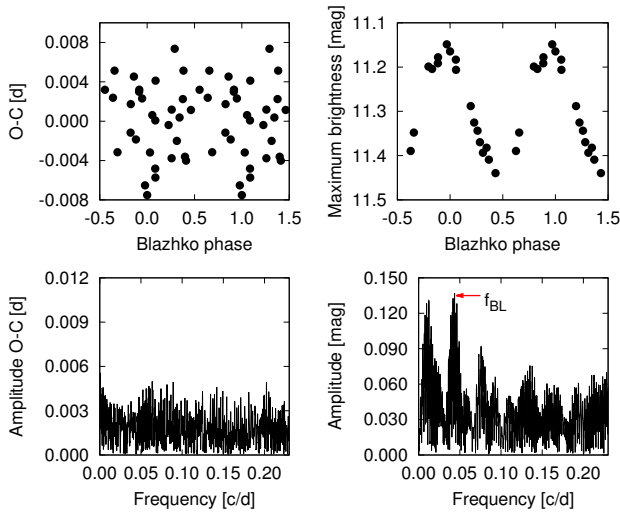 0.008
0.004
0.000
-0.004
-0.008
O-C [d]
-0.5 0.0 0.5 1.0 1.5
Blazhko phase
11.1
11.2
11.3
11.4
11.5
Maximum brightness [mag]
-0.5 0.0 0.5 1.0 1.5
Blazhko phase
0.012
0.009
0.006
0.003
0.000
Amplitude O-C [d]
0.00 0.05 0.10 0.15 0.20
Frequency [c/d]
0.150
0.120
0.090
0.060
0.030
0.000
Amplitude [mag]
f_BL
0.00 0.05 0.10 0.15 0.20
Frequency [c/d]